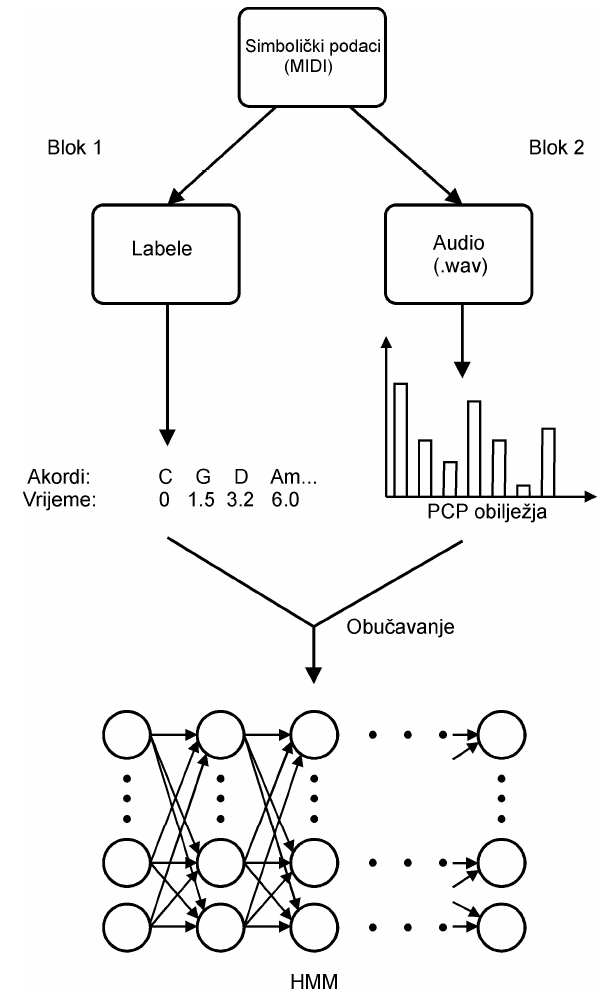 Simbolički podaci
(MIDI)
Blok 1
Blok 2
Labele
Audio
(.wav)
Akordi: C G D Am...
Vrijeme: 0 1.5 3.2 6.0
PCP obilježja
Obučavanje
HMM